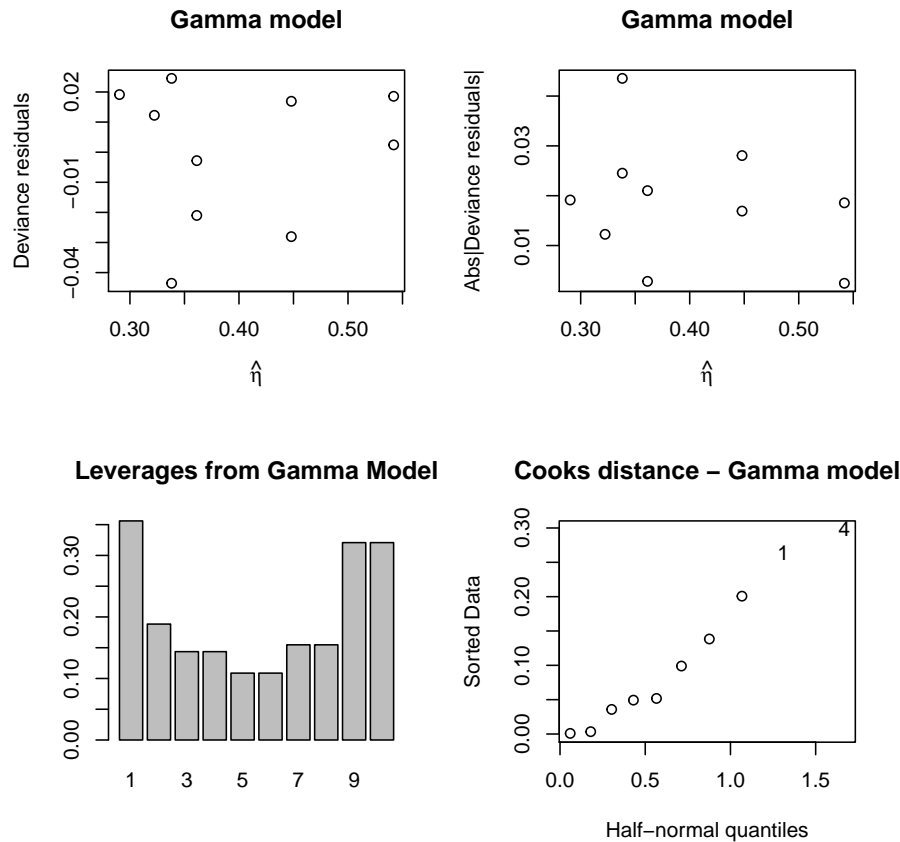 Gamma model
Deviance residuals
0.02
−0.01
−0.04
0.30 0.40 0.50
η̂
Gamma model
Abs|Deviance residuals|
0.03
0.01
0.30 0.40 0.50
η̂
Leverages from Gamma Model
0.30
0.20
0.10
0.00
1 3 5 7 9
Cooks distance − Gamma model
Sorted Data
0.30
0.20
0.10
0.00
4
1
0.0 0.5 1.0 1.5
Half−normal quantiles